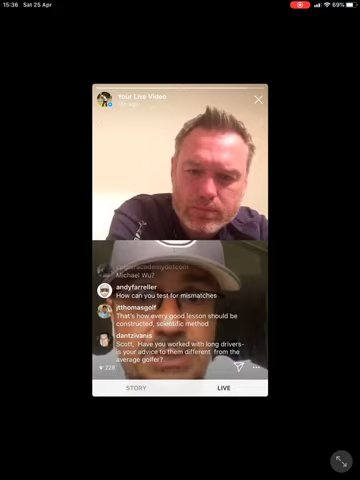 15:36 Sat 25 Apr
69%
Your Live Video
Michael Wu?
andyfarreller
How can you test for mismatches
jtthomasgolf
That's how every good lesson should be
constructed, scientific method
dantzivanis
Scott, Have you worked with long drivers-
is your advice to them different from the
average golfer?
228
STORY LIVE